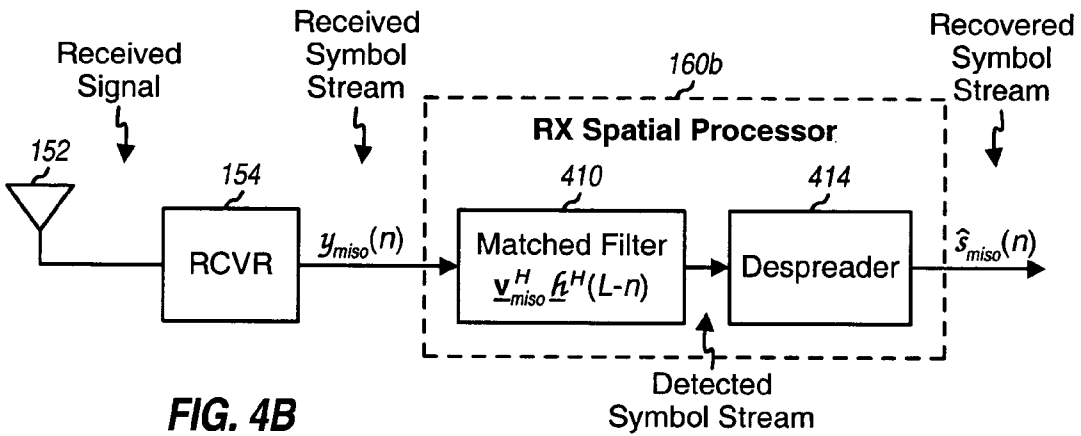 Received
Signal
Received
Symbol
Stream
Recovered
Symbol
Stream
160b
RX Spatial Processor
152
154
410
414
RCVR
y_miso(n)
Matched Filter
v^H_miso h^H(L-n)
Despreader
ŝ_miso(n)
Detected
Symbol Stream
FIG. 4B